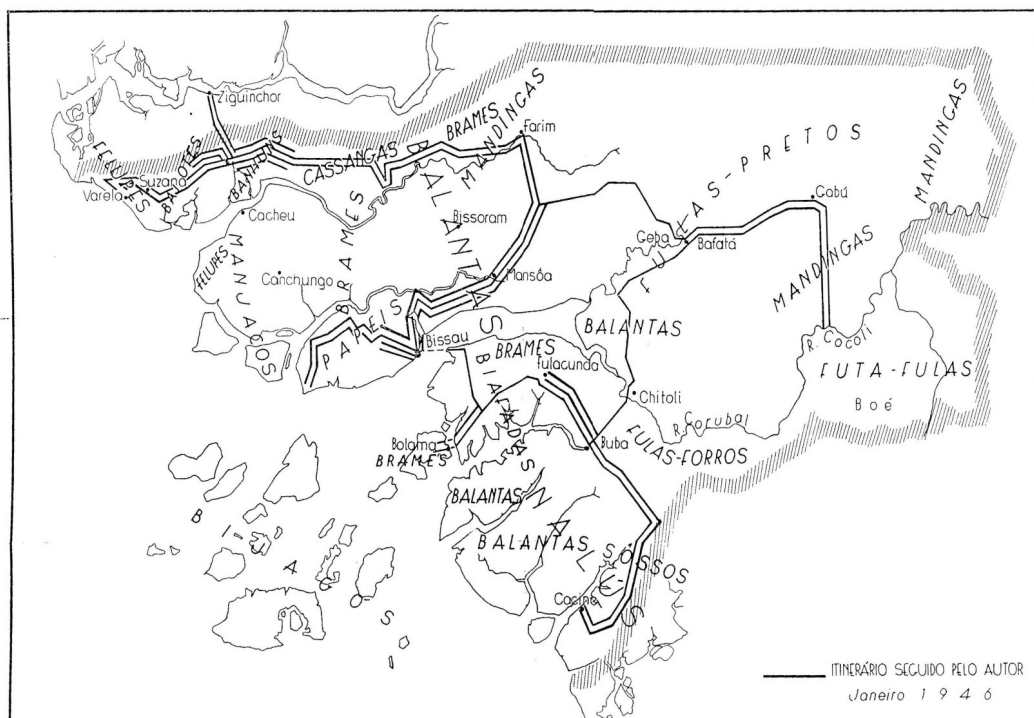 Ziguinchor
BRAMES
MANDINGAS
Farim
FELUPES
Suzana
Varela
BAIOTES
BANHUNS
CASSANGAS
BALANTAS
Cacheu
BRAMES
Bissoram
FULAS-PRETOS
MANDINGAS
Gabú
Geba
Bafatá
FELUPES
MANJACOS
Canchungo
Mansôa
MANDINGAS
PAPEIS
Bissau
BALANTAS
R. Cocoli
BRAMES
Fulacunda
BIAFADAS
Chitoli
FUTA-FULAS
Boé
R. Corubal
Bolama
BRAMES
Buba
FULAS-FORROS
BALANTAS
NALUS
BALANTAS
SOSSOS
Cacine
ITINERÁRIO SEGUIDO PELO AUTOR
Janeiro 1946